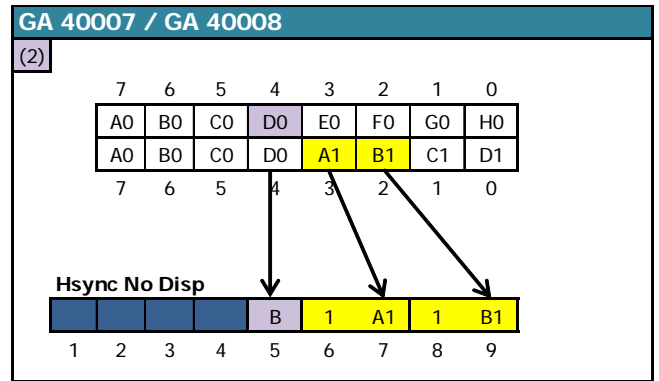 GA 40007 / GA 40008
(2)
7 6 5 4 3 2 1 0
A0 B0 C0 D0 E0 F0 G0 H0
A0 B0 C0 D0 A1 B1 C1 D1
7 6 5 4 3 2 1 0
Hsync No Disp
B 1 A1 1 B1
1 2 3 4 5 6 7 8 9